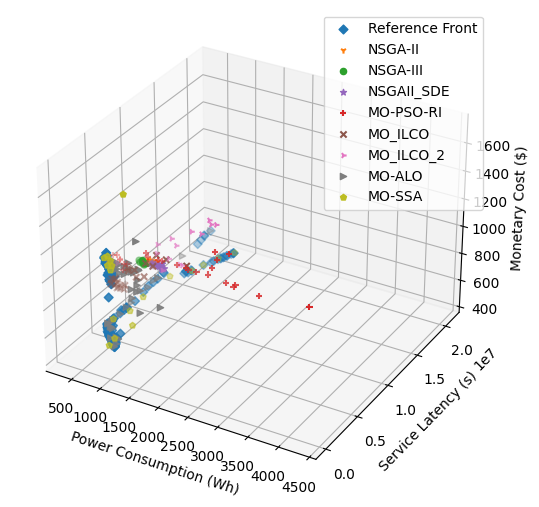 Reference Front
NSGA-II
NSGA-III
NSGAII_SDE
MO-PSO-RI
MO_ILCO
MO_ILCO_2
MO-ALO
MO-SSA
1600
1400
1200
1000
800
600
400
Monetary Cost ($)
2.0
1.5
1.0
0.5
0.0
1e7
Service Latency (s)
500
1000
1500
2000
2500
3000
3500
4000
4500
Power Consumption (Wh)